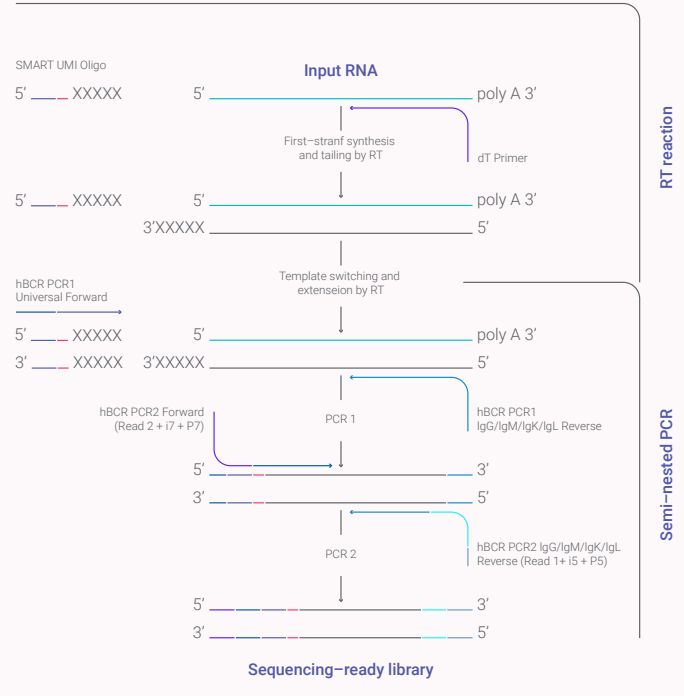 SMART UMI Oligo
Input RNA
5’ XXXXX 5’ poly A 3’
First–stranf synthesis
and tailing by RT
dT Primer
RT reaction
5’ XXXXX 5’ poly A 3’
3’XXXXX 5’
Template switching and
extenseion by RT
hBCR PCR1
Universal Forward
5’ XXXXX 5’ poly A 3’
3’ XXXXX 3’XXXXX 5’
hBCR PCR2 Forward
(Read 2 + i7 + P7)
PCR 1
hBCR PCR1
IgG/IgM/IgK/IgL Reverse
Semi–nested PCR
5’ 3’
3’ 5’
PCR 2
hBCR PCR2 IgG/IgM/IgK/IgL
Reverse (Read 1+ i5 + P5)
5’ 3’
3’ 5’
Sequencing–ready library